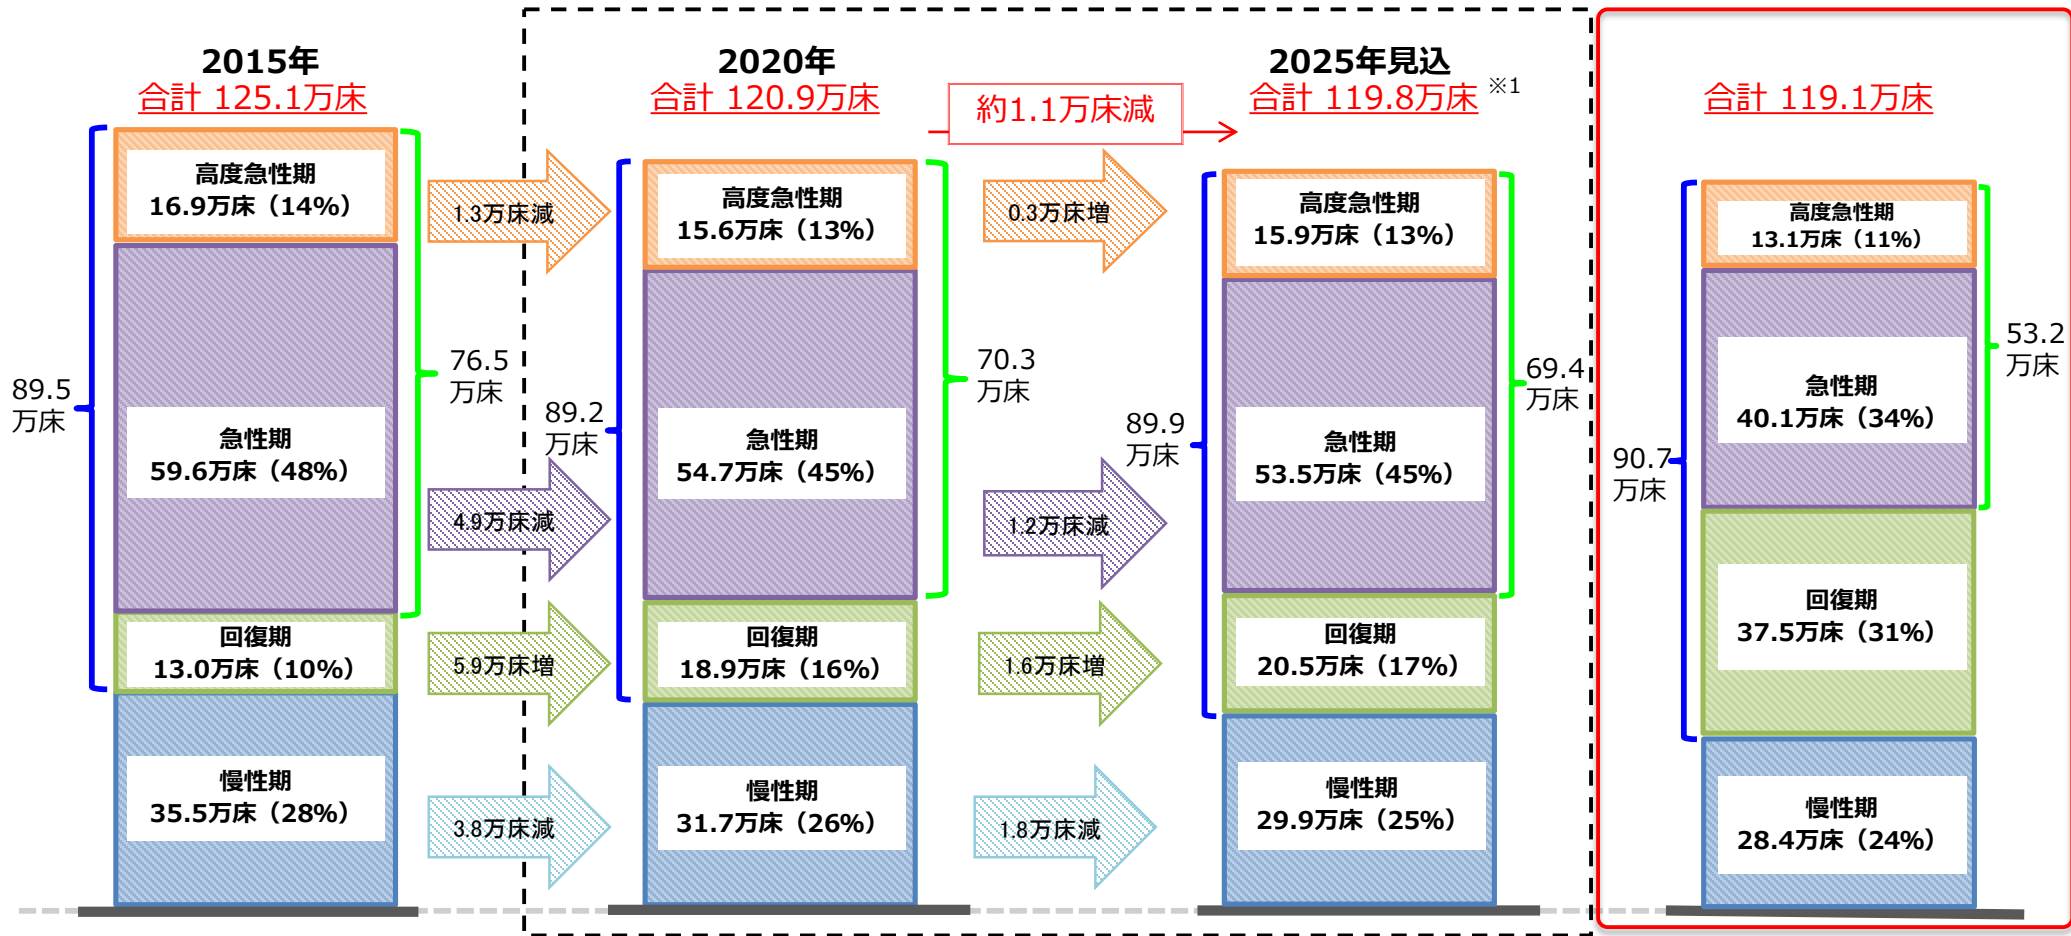 2015年
合計 125.1万床
高度急性期
16.9万床（14%）
急性期
59.6万床（48%）
回復期
13.0万床（10%）
慢性期
35.5万床（28%）
89.5
万床
76.5
万床
1.3万床減
4.9万床減
5.9万床増
3.8万床減
2020年
合計 120.9万床
高度急性期
15.6万床（13%）
急性期
54.7万床（45%）
回復期
18.9万床（16%）
慢性期
31.7万床（26%）
89.2
万床
70.3
万床
約1.1万床減
0.3万床増
1.2万床減
1.6万床増
1.8万床減
2025年見込
合計 119.8万床 ※1
高度急性期
15.9万床（13%）
急性期
53.5万床（45%）
回復期
20.5万床（17%）
慢性期
29.9万床（25%）
89.9
万床
69.4
万床
合計 119.1万床
高度急性期
13.1万床（11%）
急性期
40.1万床（34%）
回復期
37.5万床（31%）
慢性期
28.4万床（24%）
90.7
万床
53.2
万床